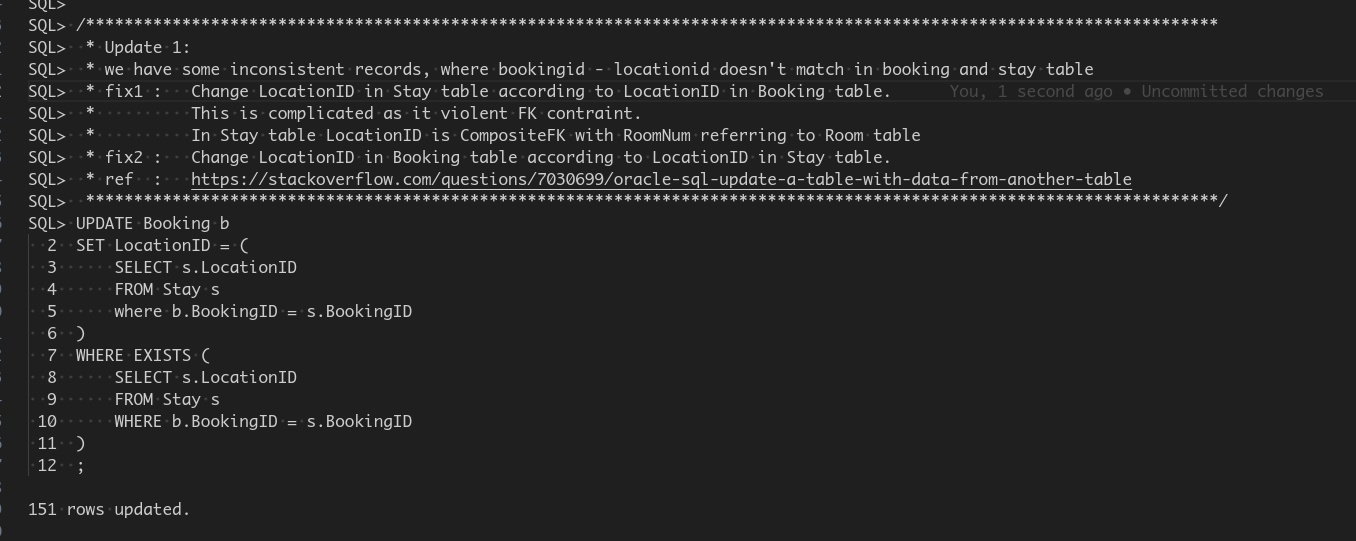 SQL>
SQL> /**********************************************************************************************************************
SQL>  * Update 1:
SQL>  * we have some inconsistent records, where bookingid - locationid doesn't match in booking and stay table
SQL>  * fix1 :   Change LocationID in Stay table according to LocationID in Booking table.      You, 1 second ago • Uncommitted changes
SQL>  *          This is complicated as it violent FK contraint.
SQL>  *          In Stay table LocationID is CompositeFK with RoomNum referring to Room table
SQL>  * fix2 :   Change LocationID in Booking table according to LocationID in Stay table.
SQL>  * ref  :   https://stackoverflow.com/questions/7030699/oracle-sql-update-a-table-with-data-from-another-table
SQL>  **********************************************************************************************************************/
SQL> UPDATE Booking b
  2  SET LocationID = (
  3      SELECT s.LocationID
  4      FROM Stay s
  5      where b.BookingID = s.BookingID
  6  )
  7  WHERE EXISTS (
  8      SELECT s.LocationID
  9      FROM Stay s
 10      WHERE b.BookingID = s.BookingID
 11  )
 12  ;
151 rows updated.